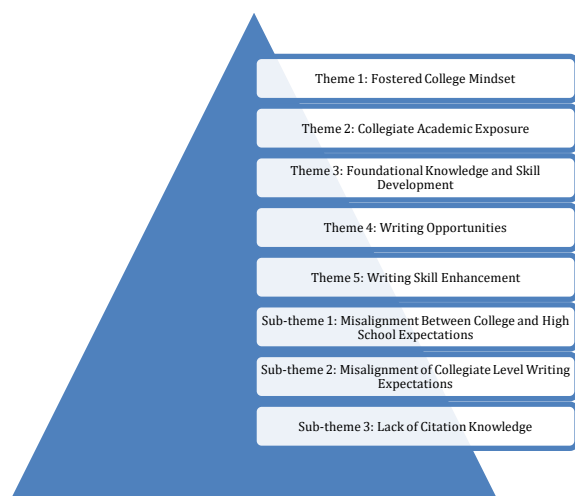 Theme 1: Fostered College Mindset
Theme 2: Collegiate Academic Exposure
Theme 3: Foundational Knowledge and Skill
Development
Theme 4: Writing Opportunities
Theme 5: Writing Skill Enhancement
Sub-theme 1: Misalignment Between College and High
School Expectations
Sub-theme 2: Misalignment of Collegiate Level Writing
Expectations
Sub-theme 3: Lack of Citation Knowledge